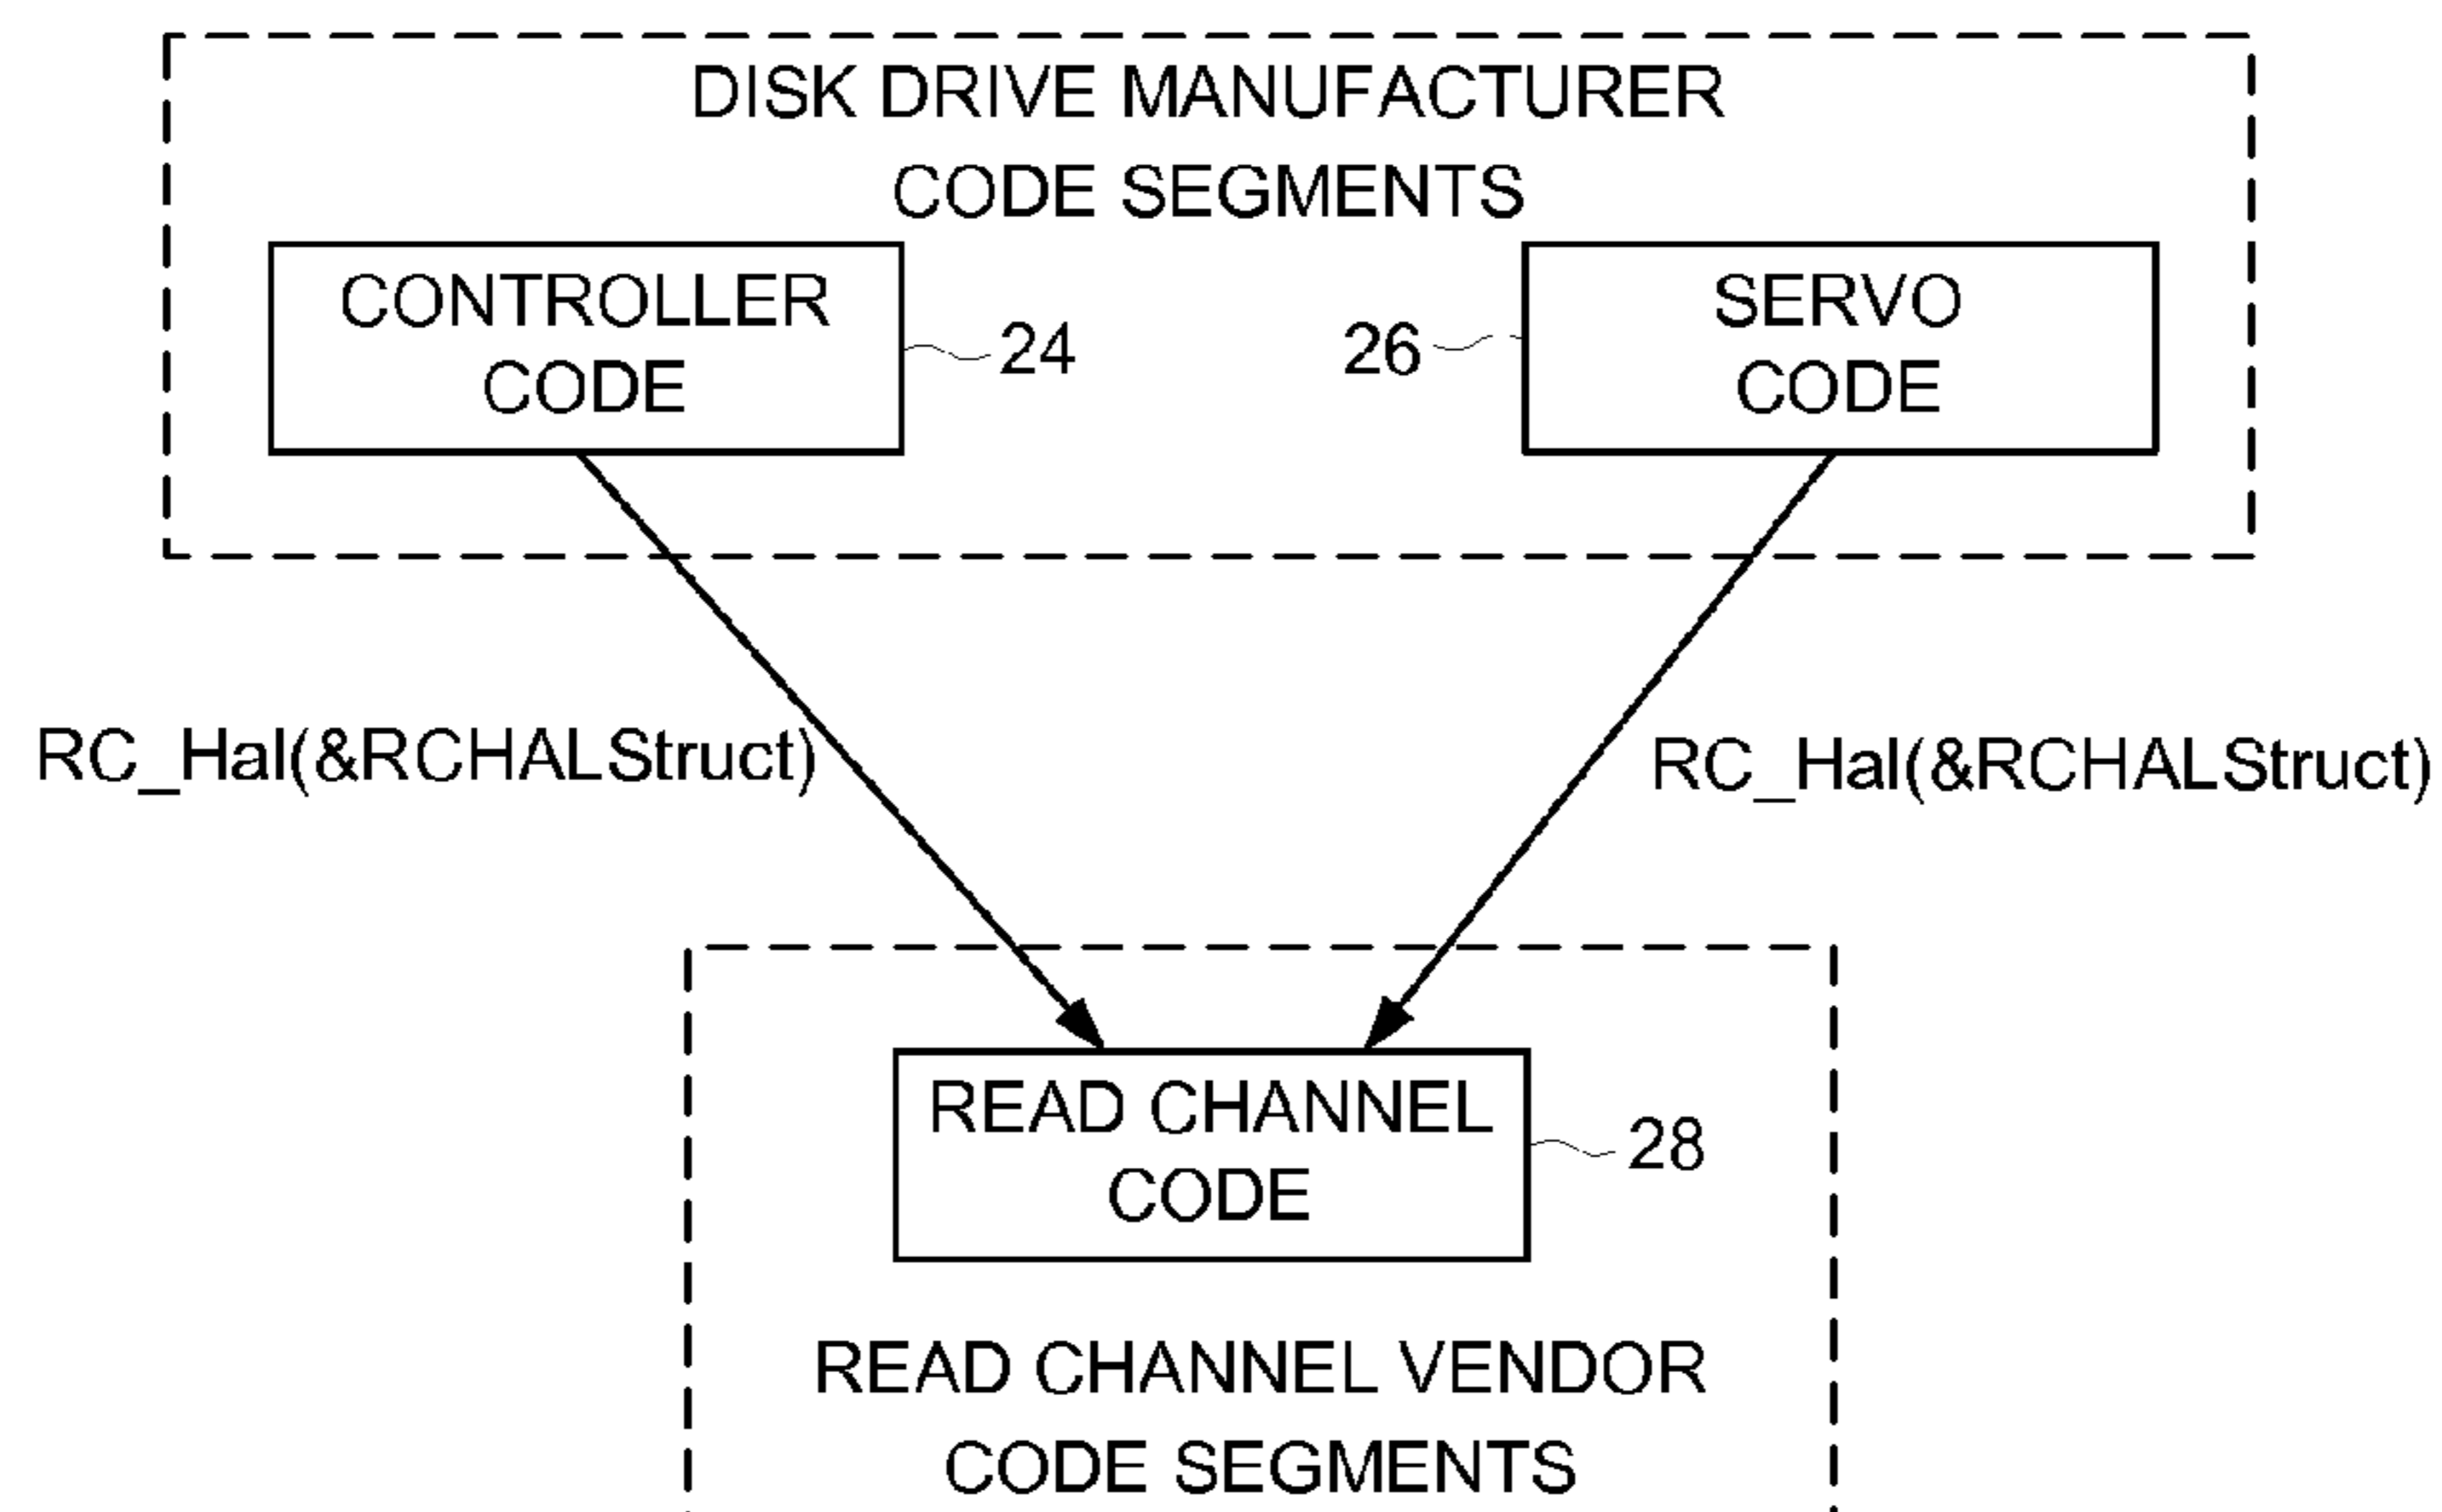 DISK DRIVE MANUFACTURER
CODE SEGMENTS
CONTROLLER
CODE
24
26
SERVO
CODE
RC_Hal(&RCHALStruct)
RC_Hal(&RCHALStruct)
READ CHANNEL
CODE
28
READ CHANNEL VENDOR
CODE SEGMENTS